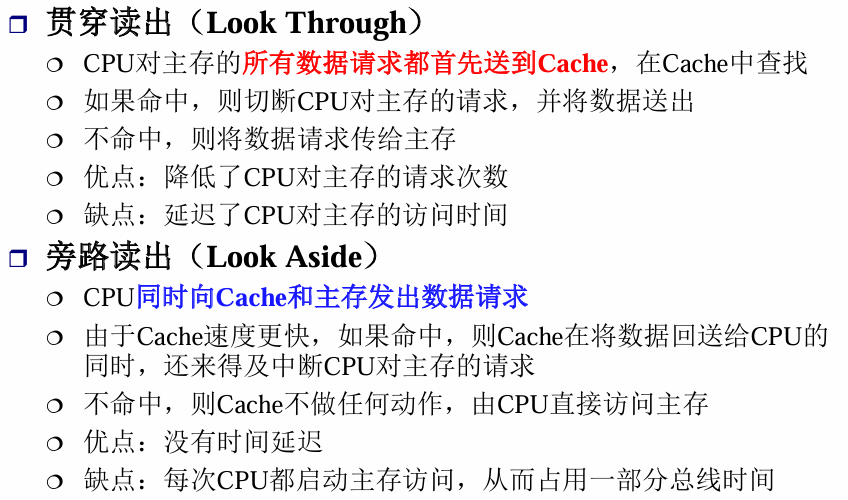 贯穿读出（Look Through）
CPU对主存的所有数据请求都首先送到Cache，在Cache中查找
如果命中，则切断CPU对主存的请求，并将数据送出
不命中，则将数据请求传给主存
优点：降低了CPU对主存的请求次数
缺点：延迟了CPU对主存的访问时间
旁路读出（Look Aside）
CPU同时向Cache和主存发出数据请求
由于Cache速度更快，如果命中，则Cache在将数据回送给CPU的
同时，还来得及中断CPU对主存的请求
不命中，则Cache不做任何动作，由CPU直接访问主存
优点：没有时间延迟
缺点：每次CPU都启动主存访问，从而占用一部分总线时间